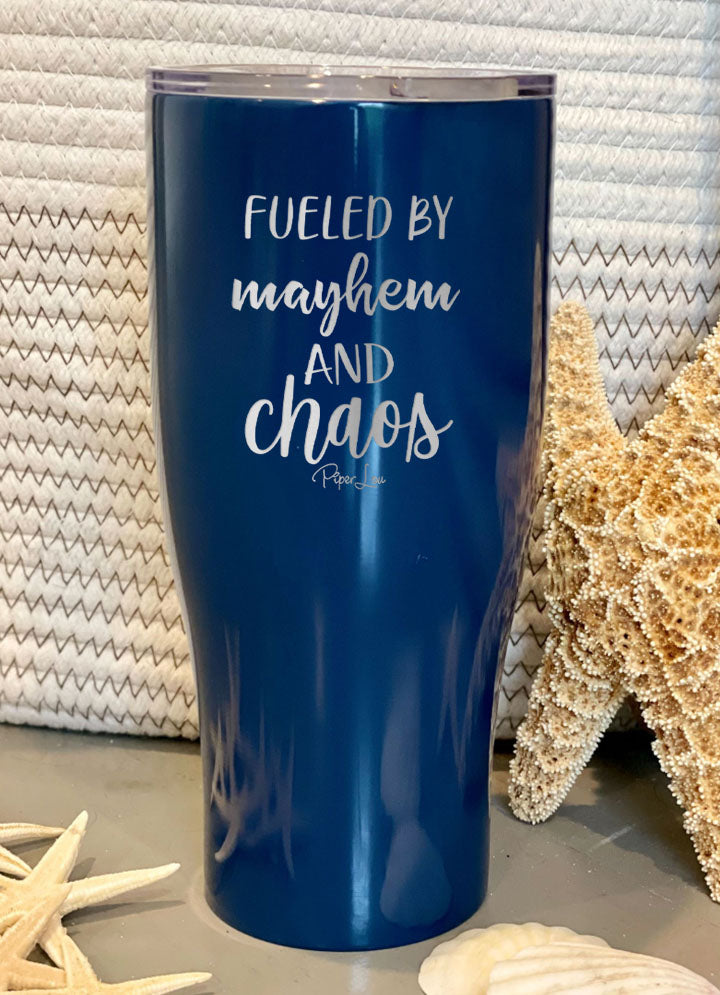 FUELED BY
mayhem
AND
chaos
Piper Lou